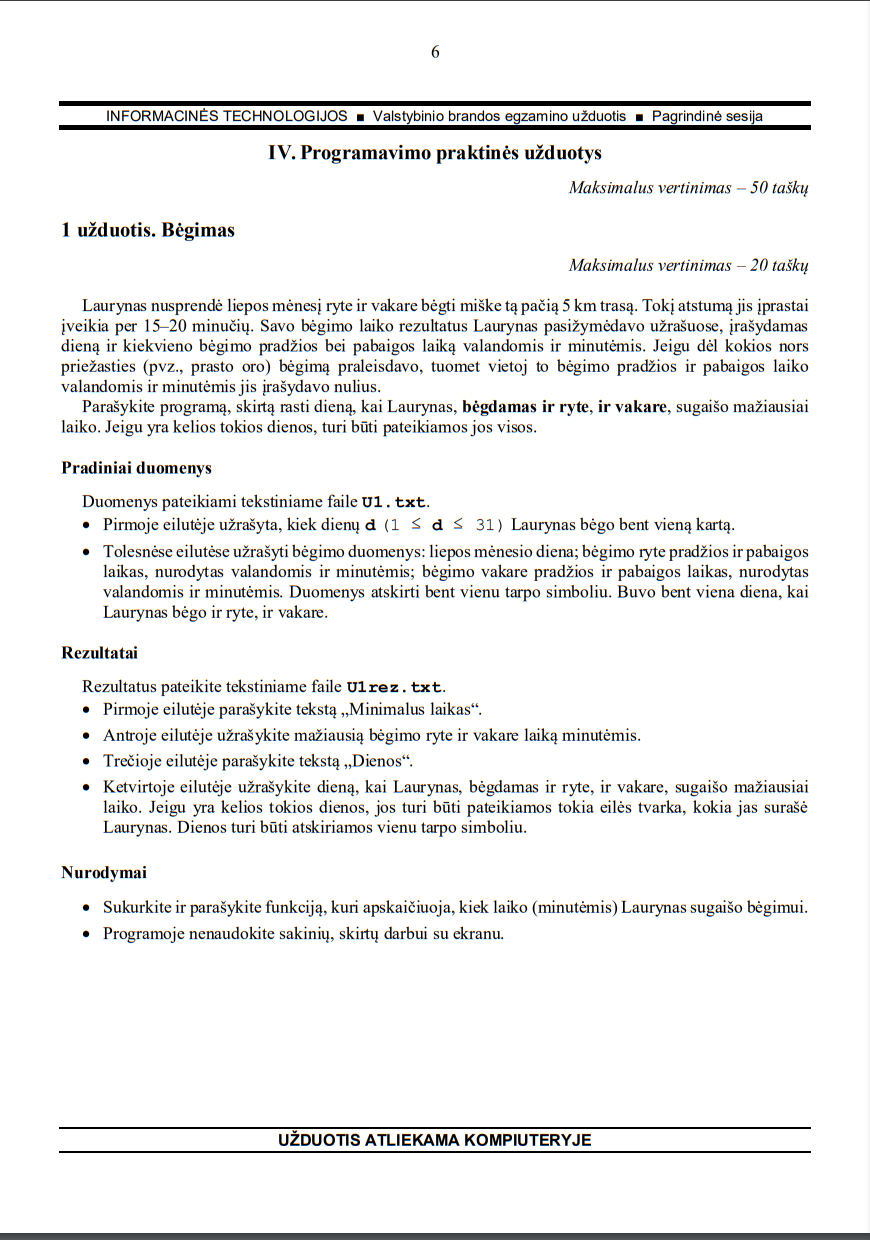 6
INFORMACINĖS TECHNOLOGIJOS ■ Valstybinio brandos egzamino užduotis ■ Pagrindinė sesija
IV. Programavimo praktinės užduotys
Maksimalus vertinimas – 50 taškų
1 užduotis. Bėgimas
Maksimalus vertinimas – 20 taškų
Laurynas nusprendė liepos mėnesį ryte ir vakare bėgti miške tą pačią 5 km trasą. Tokį atstumą jis įprastai
įveikia per 15–20 minučių. Savo bėgimo laiko rezultatus Laurynas pasižymėdavo užrašuose, įrašydamas
dieną ir kiekvieno bėgimo pradžios bei pabaigos laiką valandomis ir minutėmis. Jeigu dėl kokios nors
priežasties (pvz., prasto oro) bėgimą praleisdavo, tuomet vietoj to bėgimo pradžios ir pabaigos laiko
valandomis ir minutėmis jis įrašydavo nulius.
Parašykite programą, skirtą rasti dieną, kai Laurynas, bėgdamas ir ryte, ir vakare, sugaišo mažiausiai
laiko. Jeigu yra kelios tokios dienos, turi būti pateikiamos jos visos.
Pradiniai duomenys
Duomenys pateikiami tekstiniame faile U1.txt.
• Pirmoje eilutėje užrašyta, kiek dienų d (1 ≤ d ≤ 31) Laurynas bėgo bent vieną kartą.
• Tolesnėse eilutėse užrašyti bėgimo duomenys: liepos mėnesio diena; bėgimo ryte pradžios ir pabaigos
laikas, nurodytas valandomis ir minutėmis; bėgimo vakare pradžios ir pabaigos laikas, nurodytas
valandomis ir minutėmis. Duomenys atskirti bent vienu tarpo simboliu. Buvo bent viena diena, kai
Laurynas bėgo ir ryte, ir vakare.
Rezultatai
Rezultatus pateikite tekstiniame faile U1rez.txt.
• Pirmoje eilutėje parašykite tekstą „Minimalus laikas“.
• Antroje eilutėje užrašykite mažiausią bėgimo ryte ir vakare laiką minutėmis.
• Trečioje eilutėje parašykite tekstą „Dienos“.
• Ketvirtoje eilutėje užrašykite dieną, kai Laurynas, bėgdamas ir ryte, ir vakare, sugaišo mažiausiai
laiko. Jeigu yra kelios tokios dienos, jos turi būti pateikiamos tokia eilės tvarka, kokia jas surašė
Laurynas. Dienos turi būti atskiriamos vienu tarpo simboliu.
Nurodymai
• Sukurkite ir parašykite funkciją, kuri apskaičiuoja, kiek laiko (minutėmis) Laurynas sugaišo bėgimui.
• Programoje nenaudokite sakinių, skirtų darbui su ekranu.
UŽDUOTIS ATLIEKAMA KOMPIUTERYJE